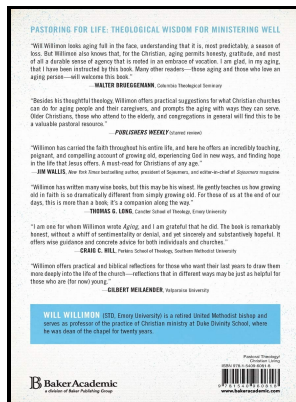 PASTORING FOR LIFE: THEOLOGICAL WISDOM FOR MINISTERING WELL
"Will Willimon looks aging full in the face, understanding that it is, most predictably, a season of
loss. But Willimon also knows that, for the Christian, aging permits honesty, gratitude, and most
of all a durable sense of agency that is rooted in an embrace of vocation. I am glad, in my aging,
that I have been instructed by this book. Many other readers—those aging and those who love an
aging person—will welcome this book."
—WALTER BRUEGGEMANN, Columbia Theological Seminary
"Besides his thoughtful theology, Willimon offers practical suggestions for what Christian churches
can do for aging people and their caregivers, and prompts the aging with ways they can serve.
Older Christians, those who attend to the elderly, and congregations in general will find this to be
a valuable pastoral resource."
—PUBLISHERS WEEKLY (starred review)
"Willimon has carried the faith throughout his entire life, and here he offers an incredibly touching,
poignant, and compelling account of growing old, experiencing God in new ways, and finding hope
in the life that Jesus offers. A must-read for Christians of any age."
—JIM WALLIS, New York Times bestselling author, president of Sojourners, and editor-in-chief of Sojourners magazine
"Willimon has written many wise books, but this may be his wisest. He gently teaches us how growing
old in faith is so dramatically different from simply growing old. For those of us at the end of our
days, this is more than a book; it's a companion along the way."
—THOMAS G. LONG, Candler School of Theology, Emory University
"I am one for whom Willimon wrote Aging, and I am grateful that he did. The book is remarkably
honest, without a whiff of sentimentality or denial, and yet sincerely and substantively hopeful. It
offers wise guidance and concrete advice for both individuals and churches."
—CRAIG C. HILL, Perkins School of Theology, Southern Methodist University
"Willimon offers practical and biblical reflections for those who want their last years to draw them
more deeply into the life of the church—reflections that in different ways may be just as helpful for
those who are (for now) young."
—GILBERT MEILAENDER, Valparaiso University
WILL WILLIMON (STD, Emory University) is a retired United Methodist bishop and
serves as professor of the practice of Christian ministry at Duke Divinity School, where
he was dean of the chapel for twenty years.
Pastoral Theology/
Christian Living
ISBN 978-1-5409-6081-8
9 781540 960818
BakerAcademic
a division of Baker Publishing Group
www.bakeracademic.com